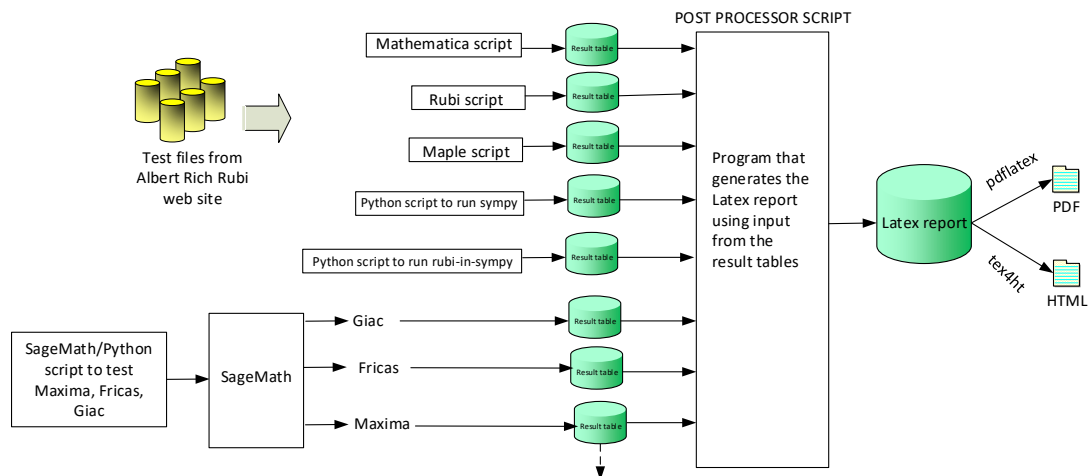 POST PROCESSOR SCRIPT
Mathematica script
Result table
Rubi script
Result table
Maple script
Result table
Python script to run sympy
Result table
Python script to run rubi-in-sympy
Result table
Test files from
Albert Rich Rubi
web site
Program that
generates the
Latex report
using input
from the
result tables
Latex report
pdflatex
PDF
tex4ht
HTML
SageMath/Python
script to test
Maxima, Fricas,
Giac
SageMath
Giac
Result table
Fricas
Result table
Maxima
Result table